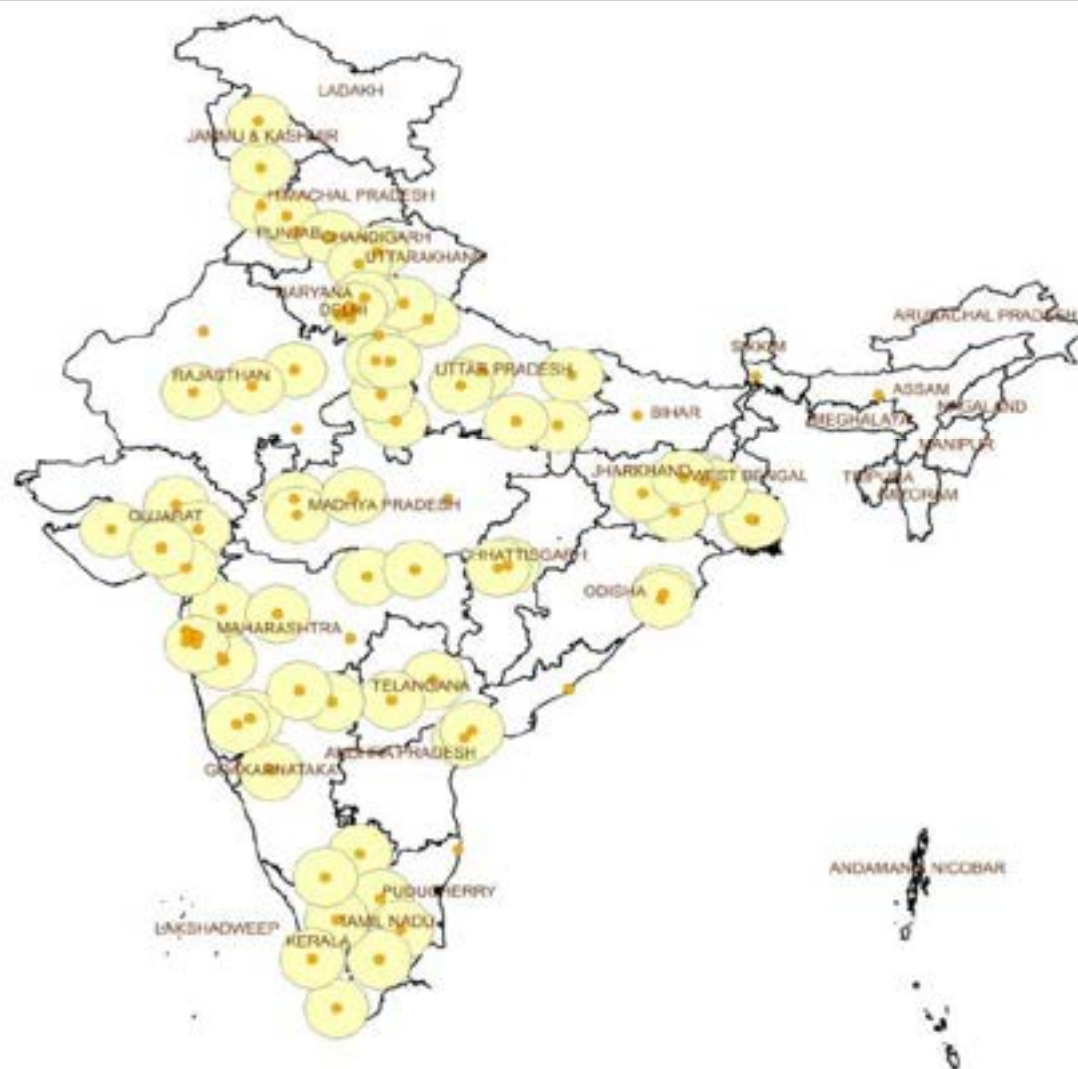 LADAKH
JAMMU & KASHMIR
HIMACHAL PRADESH
PUNJAB
CHANDIGARH
UTTARAKHAND
HARYANA
DELHI
ARUNACHAL PRADESH
SIKKIM
RAJASTHAN
UTTAR PRADESH
ASSAM
NAGALAND
BIHAR
MEGHALAYA
MANIPUR
JHARKHAND
WEST BENGAL
TRIPURA
MIZORAM
MADHYA PRADESH
GUJARAT
CHHATTISGARH
ODISHA
MAHARASHTRA
TELANGANA
ANDHRA PRADESH
KARNATAKA
ANDAMAN & NICOBAR
PUDUCHERRY
TAMIL NADU
LAKSHADWEEP
KERALA